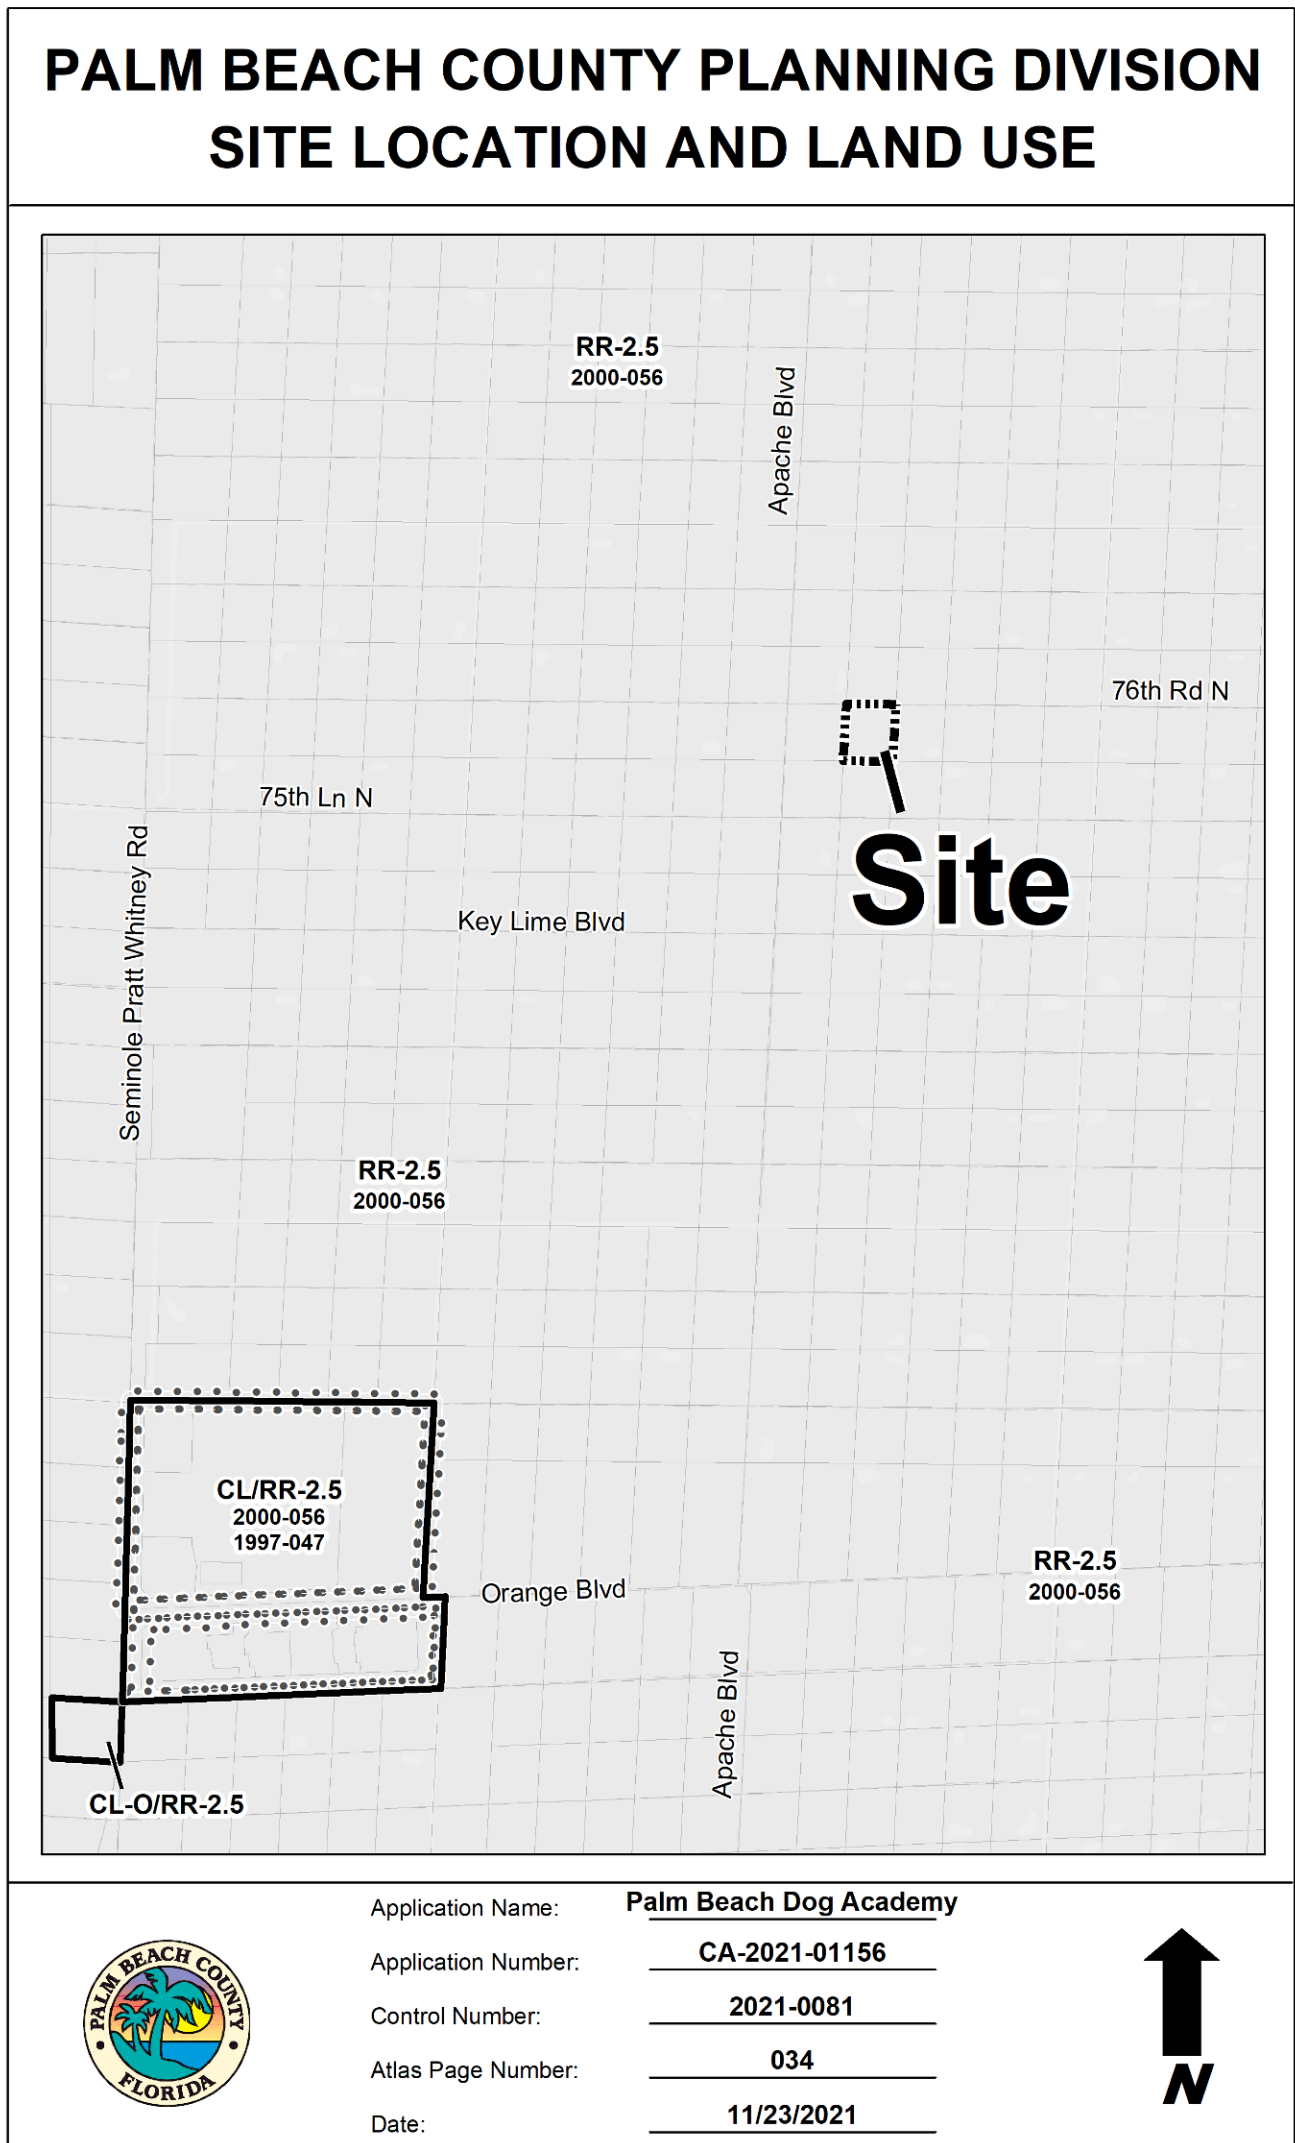 PALM BEACH COUNTY PLANNING DIVISION
SITE LOCATION AND LAND USE
RR-2.5
2000-056
Apache Blvd
76th Rd N
75th Ln N
Site
Seminole Pratt Whitney Rd
Key Lime Blvd
RR-2.5
2000-056
CL/RR-2.5
2000-056
1997-047
Orange Blvd
RR-2.5
2000-056
Apache Blvd
CL-O/RR-2.5
PALM BEACH COUNTY
FLORIDA
Application Name: Palm Beach Dog Academy
Application Number: CA-2021-01156
Control Number: 2021-0081
Atlas Page Number: 034
Date: 11/23/2021
N